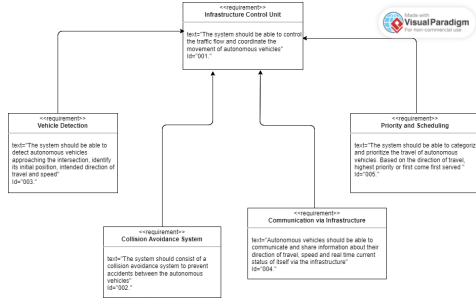 <<requirement>>
Infrastructure Control Unit
text="The system should be able to control
the traffic flow and coordinate the
movement of autonomous vehicles"
Id="001."
Made with
Visual Paradigm
For non-commercial use
<<requirement>>
Vehicle Detection
text="The system should be able to
detect autonomous vehicles
approaching the intersection, identify
its initial position, intended direction of
travel and speed"
Id="003."
<<requirement>>
Priority and Scheduling
text="The system should be able to categoriz
and prioritize the travel of autonomous
vehicles. Based on the direction of travel,
highest priority or first come first served "
Id="005."
<<requirement>>
Collision Avoidance System
text="The system should consist of a
collision avoidance system to prevent
accidents between the autonomous
vehicles"
Id="002."
<<requirement>>
Communication via Infrastructure
text="Autonomous vehicles should be able to
communicate and share information about their
direction of travel, speed and real time current
status of itself via the infrastructure"
Id="004."